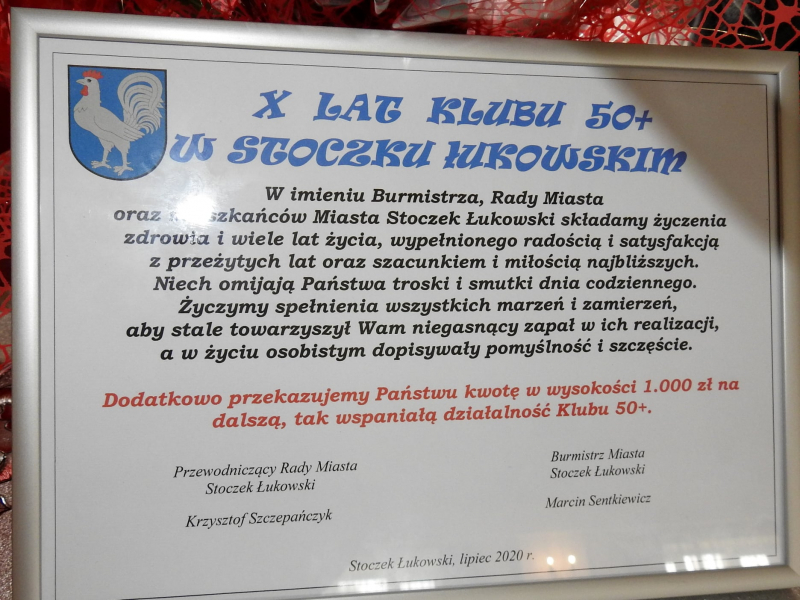 X LAT KLUBU 50+
W STOCZKU ŁUKOWSKIM
W imieniu Burmistrza, Rady Miasta
oraz mieszkańców Miasta Stoczek Łukowski składamy życzenia
zdrowia i wiele lat życia, wypełnionego radością i satysfakcją
z przeżytych lat oraz szacunkiem i miłością najbliższych.
Niech omijają Państwa troski i smutki dnia codziennego.
Życzymy spełnienia wszystkich marzeń i zamierzeń,
aby stale towarzyszył Wam niegasnący zapał w ich realizacji,
a w życiu osobistym dopisywały pomyślność i szczęście.
Dodatkowo przekazujemy Państwu kwotę w wysokości 1.000 zł na
dalszą, tak wspaniałą działalność Klubu 50+.
Przewodniczący Rady Miasta
Stoczek Łukowski
Krzysztof Szczepańczyk
Burmistrz Miasta
Stoczek Łukowski
Marcin Sentkiewicz
Stoczek Łukowski, lipiec 2020 r.